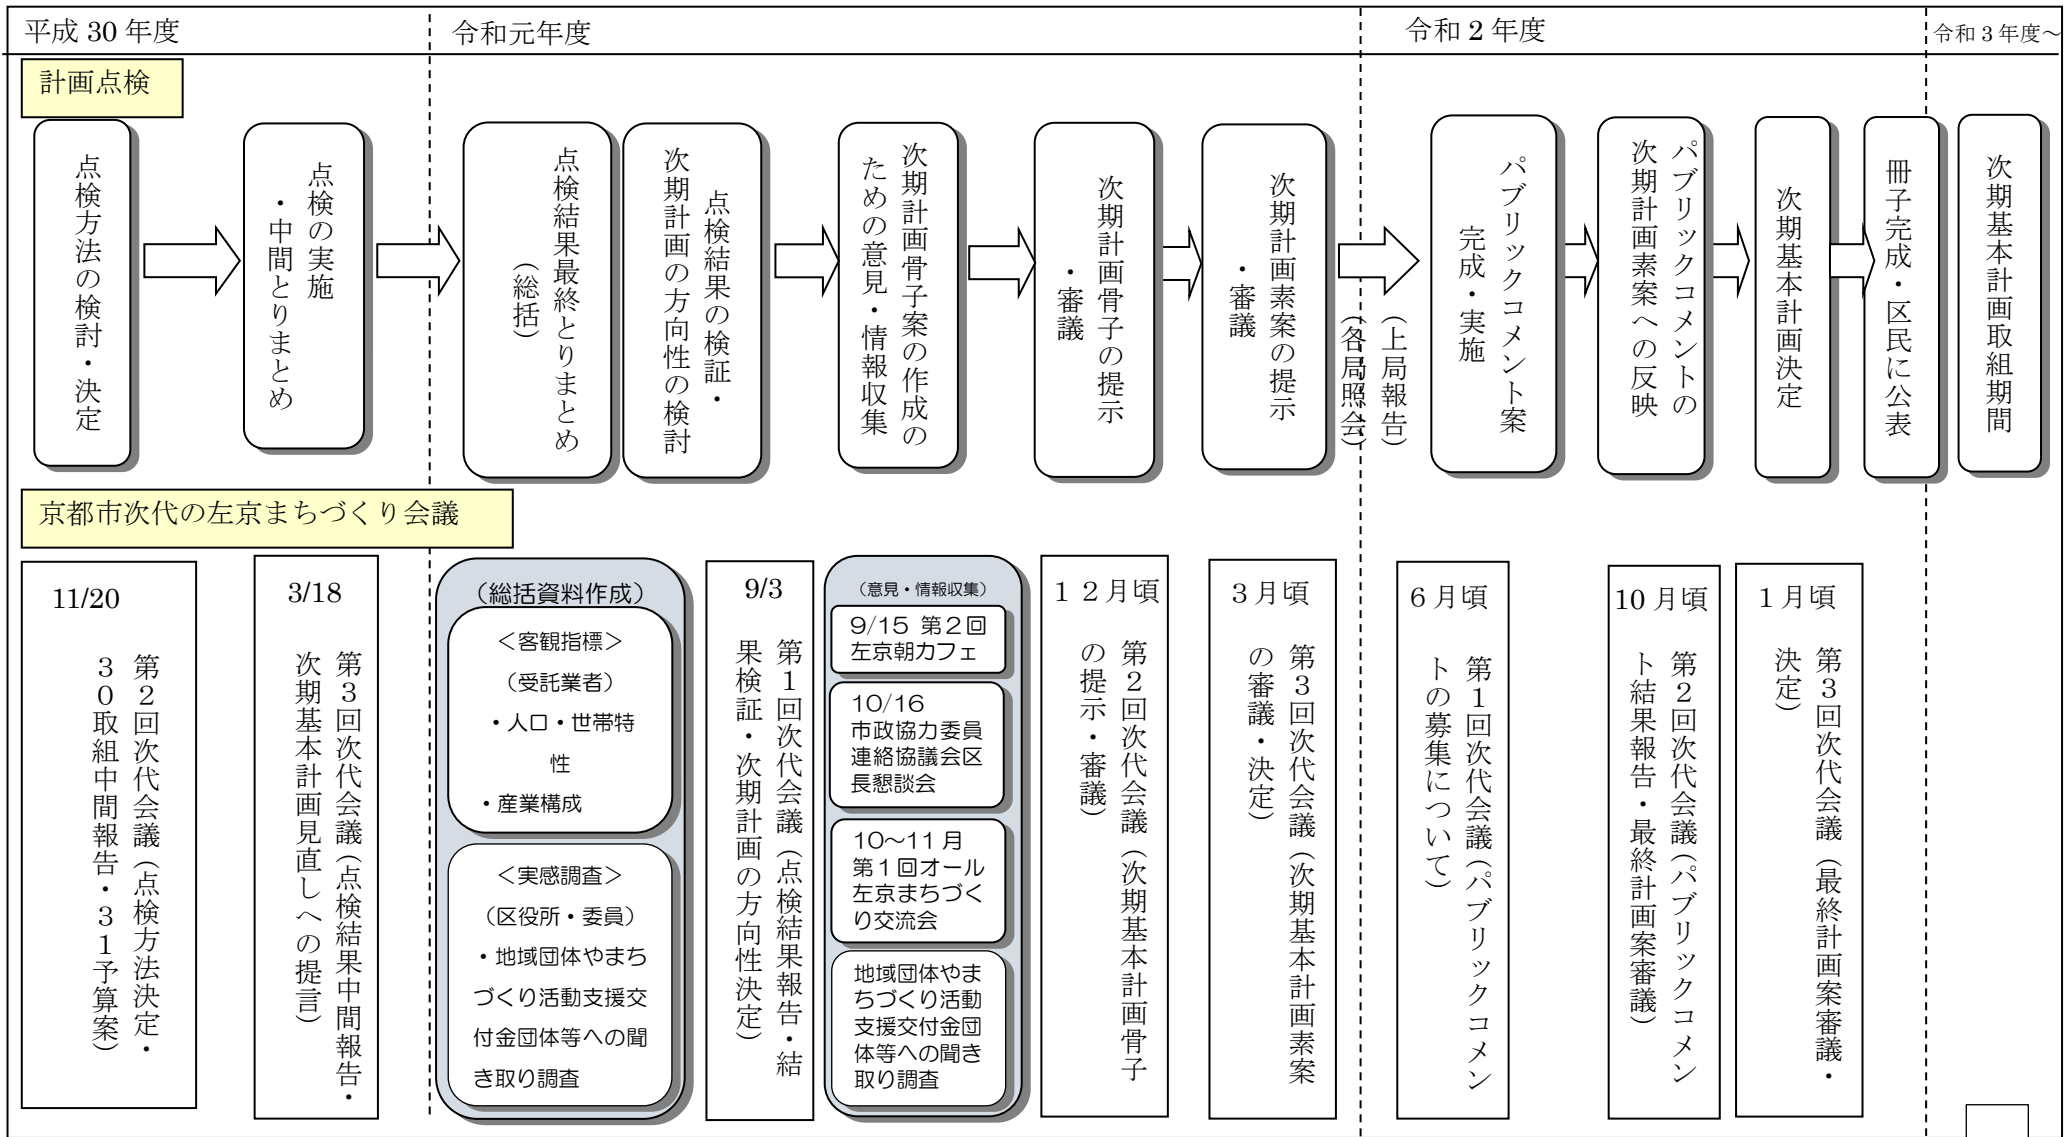 平成 30 年度
令和元年度
令和 2 年度
令和 3 年度～
計画点検
点検方法の検討・決定
点検の実施
・中間とりまとめ
点検結果最終とりまとめ
（総括）
点検結果の検証・
次期計画の方向性の検討
次期計画骨子案の作成の
ための意見・情報収集
次期計画骨子の提示
・審議
次期計画素案の提示
・審議
（上局報告）
（各局照会）
パブリックコメント案
完成・実施
パブリックコメントの
次期計画素案への反映
次期基本計画決定
冊子完成・区民に公表
次期基本計画取組期間
京都市次代の左京まちづくり会議
11/20
第２回次代会議（点検方法決定・
３０取組中間報告・３１予算案）
3/18
第３回次代会議（点検結果中間報告・
次期基本計画見直しへの提言）
（総括資料作成）
＜客観指標＞
（受託業者）
・人口・世帯特
性
・産業構成
＜実感調査＞
（区役所・委員）
・地域団体やまち
づくり活動支援交
付金団体等への聞
き取り調査
9/3
第１回次代会議（点検結果報告・結
果検証・次期計画の方向性決定）
（意見・情報収集）
9/15 第２回
左京朝カフェ
10/16
市政協力委員
連絡協議会区
長懇談会
10～11 月
第１回オール
左京まちづく
り交流会
地域団体やま
ちづくり活動
支援交付金団
体等への聞き
取り調査
１２月頃
第２回次代会議（次期基本計画骨子
の提示・審議）
３月頃
第３回次代会議（次期基本計画素案
の審議・決定）
６月頃
第１回次代会議（パブリックコメン
トの募集について）
10 月頃
第２回次代会議（パブリックコメン
ト結果報告・最終計画案審議）
１月頃
第３回次代会議（最終計画案審議・
決定）